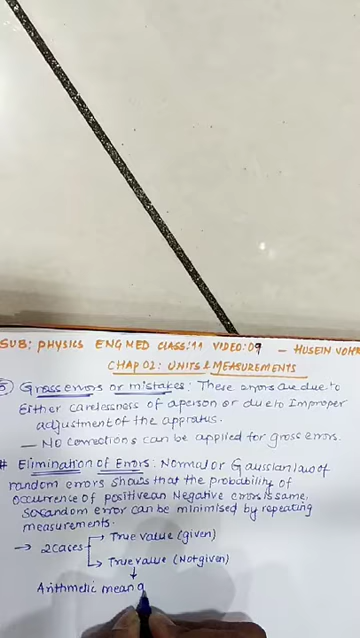 SUB: PHYSICS ENG MED CLASS:11 VIDEO:09 - HUSEIN VOHR
CHAP 02: UNITS & MEASUREMENTS
5 Gross errors or mistakes: These errors are due to
Either carelessness of a person or due to Improper
adjustment of the appratus.
- No corrections can be applied for gross errors.
# Elimination of Errors: Normal or Gaussian law of
random errors shows that the probability of
occurrence of positive an Negative errors is same,
so random error can be minimised by repeating
measurements.
→ 2 cases → True value (given)
→ True value (Not given)
Arithmetic mean a